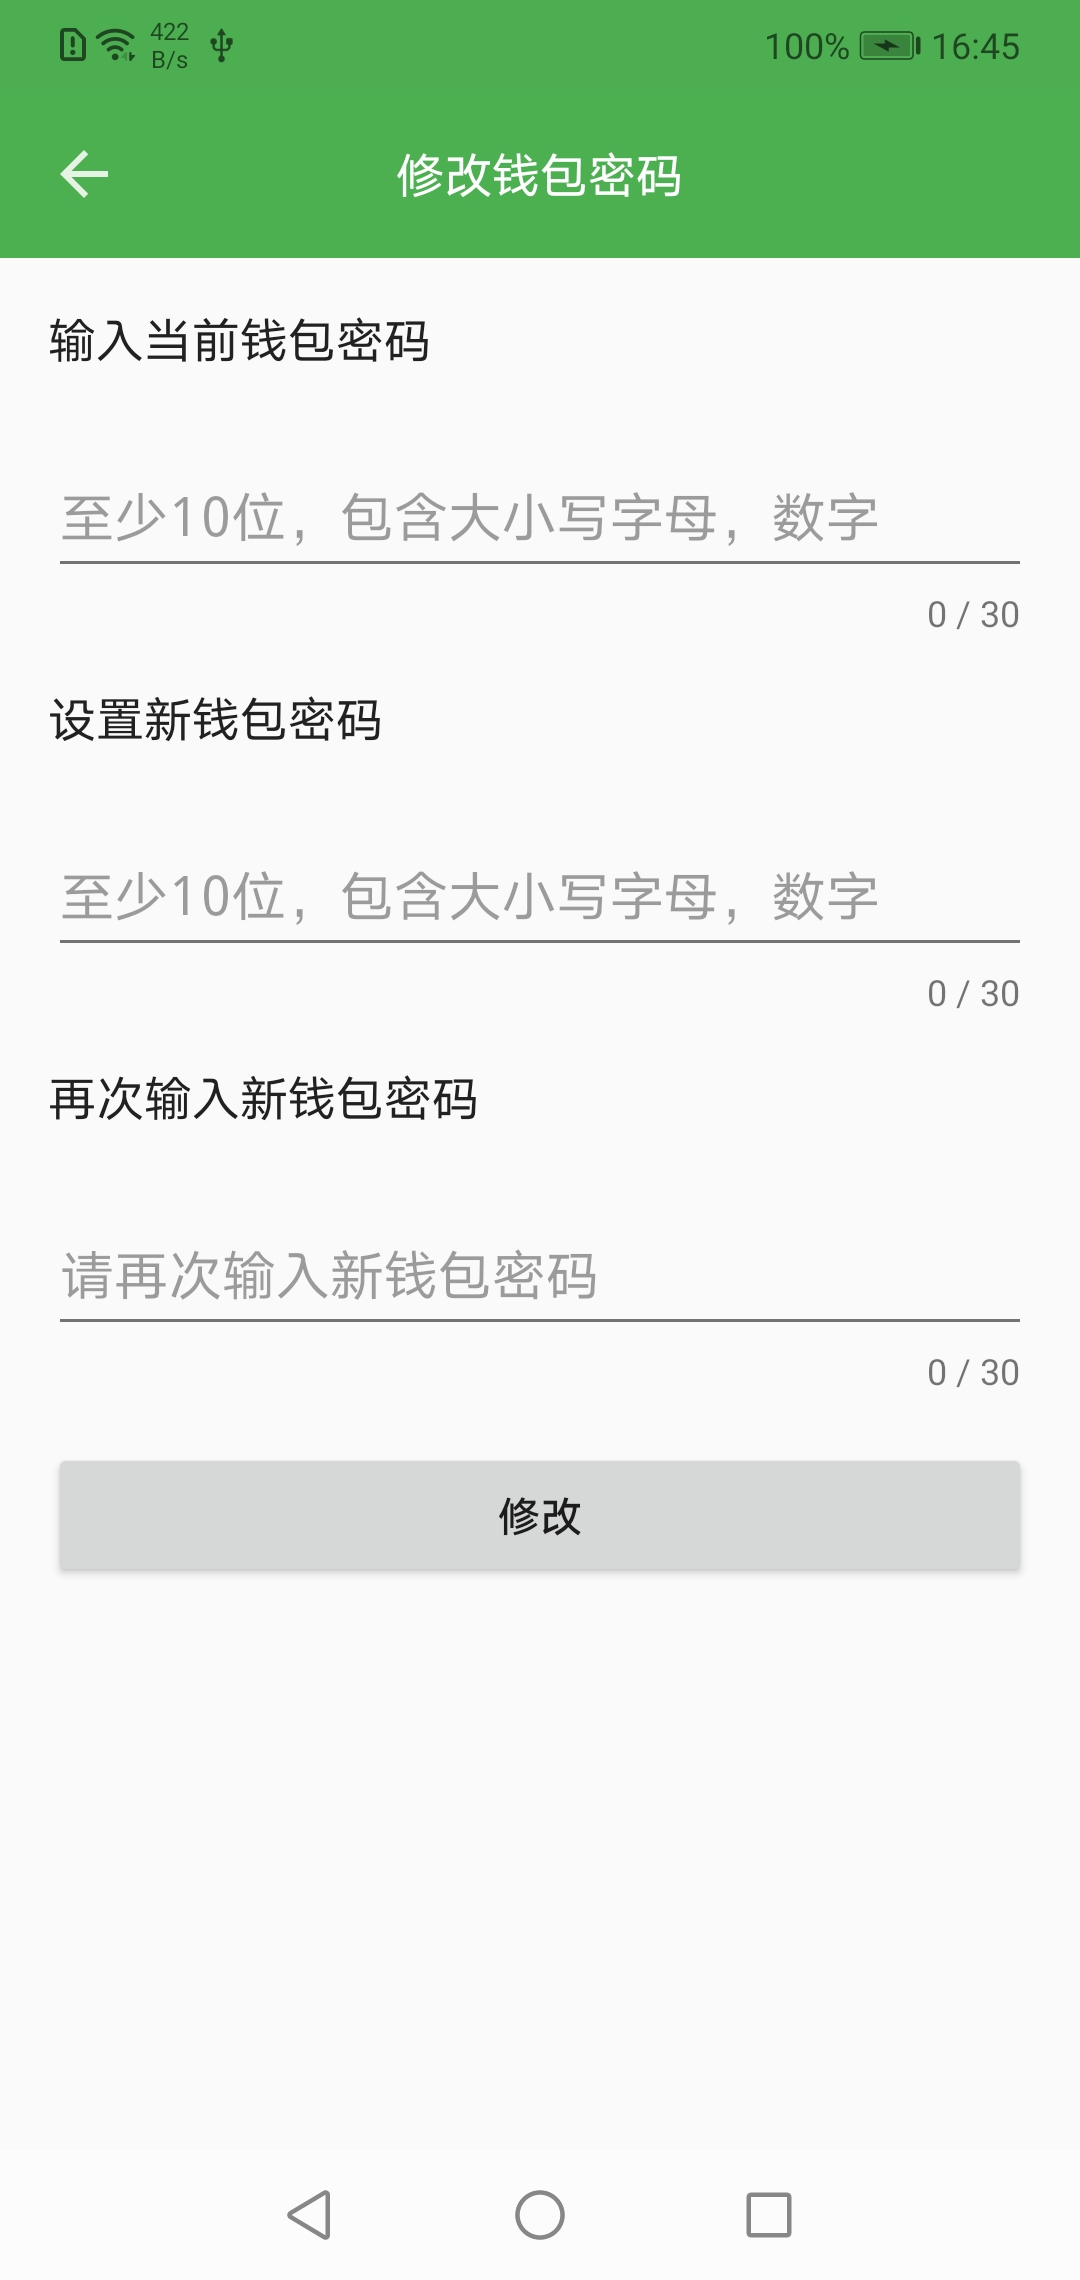 422
B/s
100%
16:45
修改钱包密码
输入当前钱包密码
至少10位，包含大小写字母，数字
0 / 30
设置新钱包密码
至少10位，包含大小写字母，数字
0 / 30
再次输入新钱包密码
请再次输入新钱包密码
0 / 30
修改